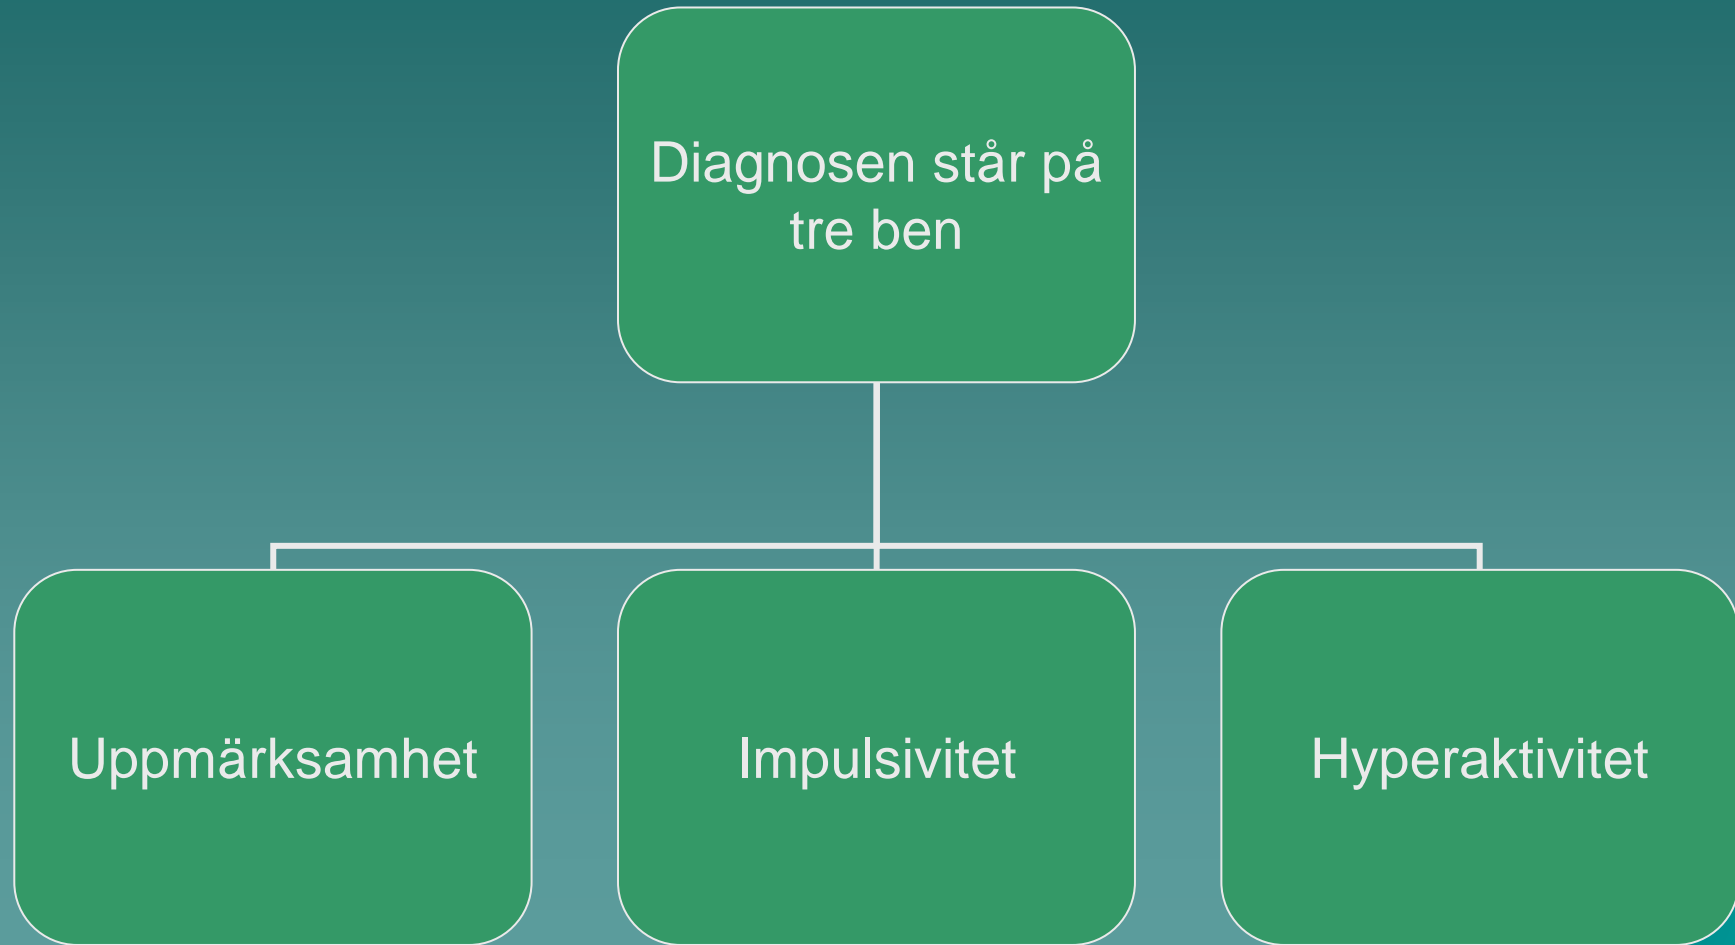 Diagnosen står på
tre ben
Uppmärksamhet
Impulsivitet
Hyperaktivitet